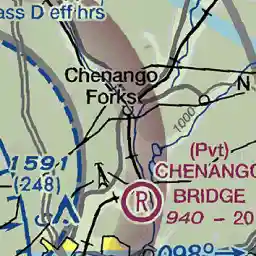 ass D eff hrs
Chenango
Forks
N
1000
(Pvt)
1591
(248)
CHENANGO
BRIDGE
R
940 - 20
098°